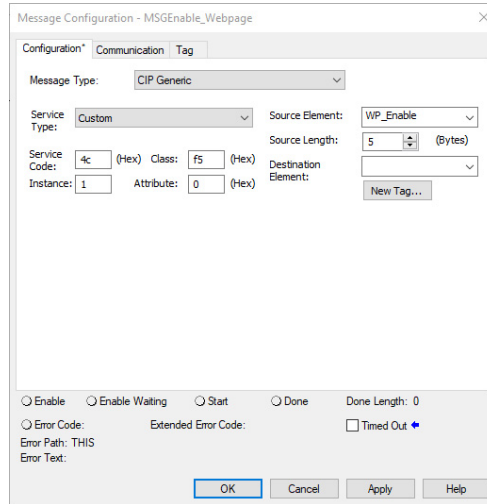 Message Configuration - MSGEnable_Webpage
Configuration* Communication Tag
Message Type: CIP Generic
Service Type: Custom Source Element: WP_Enable
Source Length: 5 (Bytes)
Service Code: 4c (Hex) Class: f5 (Hex) Destination Element:
Instance: 1 Attribute: 0 (Hex) New Tag...
Enable Enable Waiting Start Done Done Length: 0
Error Code: Extended Error Code: Timed Out
Error Path: THIS
Error Text:
OK Cancel Apply Help